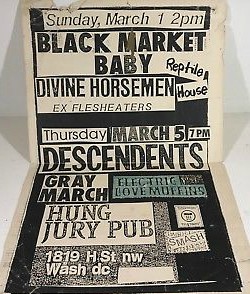 Sunday, March 1 2pm
BLACK MARKET
BABY
Reptile
House
DIVINE HORSEMEN
EX FLESHEATERS
Thursday MARCH 5 7PM
DESCENDENTS
GRAY
MARCH
ELECTRIC
LOVE MUFFINS
HUNG
JURY PUB
SMASH
1819 H St. nw
Wash dc